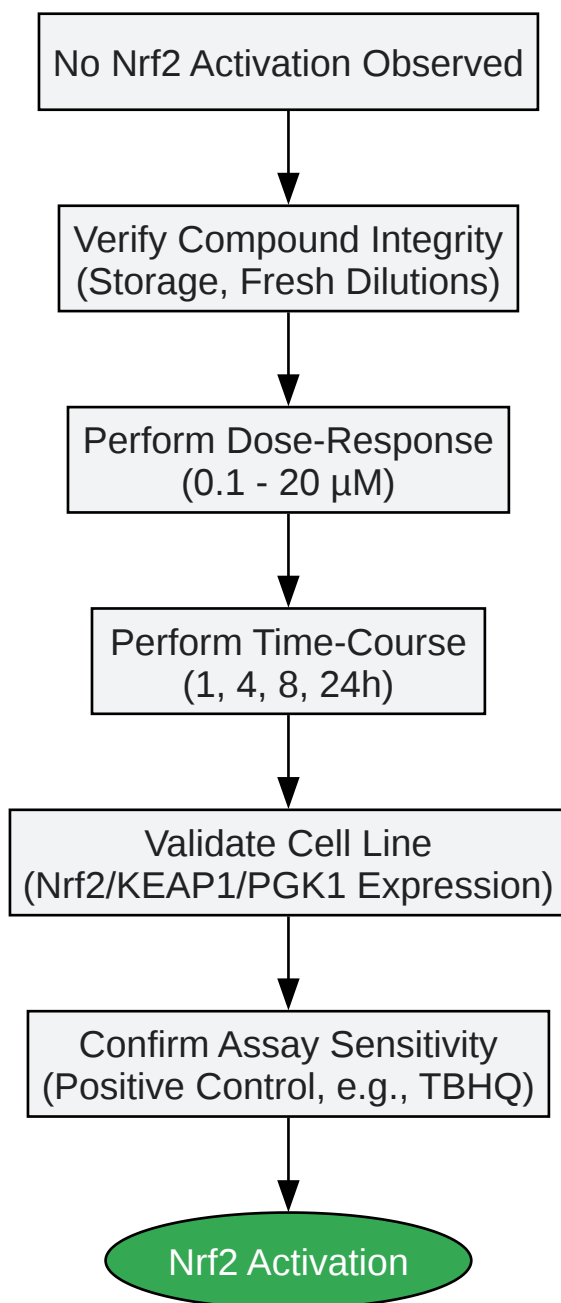 No Nrf2 Activation Observed
Verify Compound Integrity
(Storage, Fresh Dilutions)
Perform Dose-Response
(0.1 - 20 µM)
Perform Time-Course
(1, 4, 8, 24h)
Validate Cell Line
(Nrf2/KEAP1/PGK1 Expression)
Confirm Assay Sensitivity
(Positive Control, e.g., TBHQ)
Nrf2 Activation